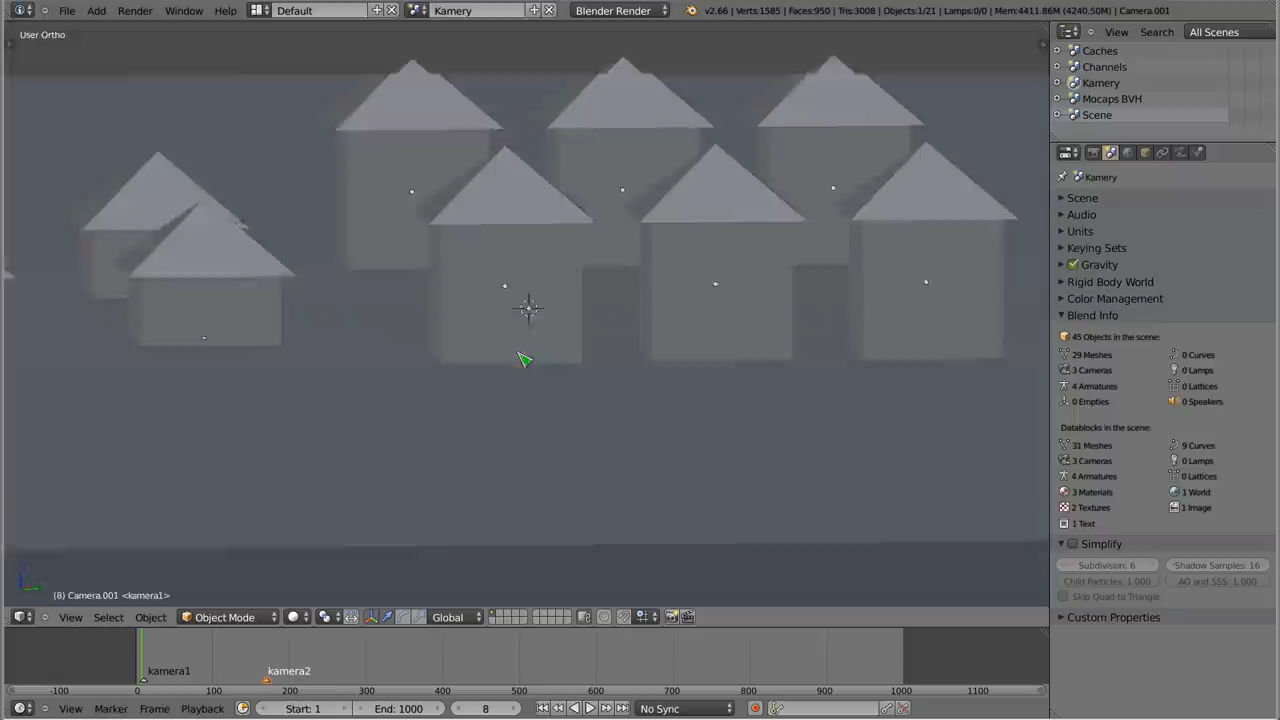 File Add Render Window Help Default Kamery Blender Render v2.66 | Verts:1585 | Faces:950 | Tris:3008 | Objects:1/21 | Lamps:0/0 | Mem:4411.86M (4240.50M) | Camera.001
User Ortho
View Search All Scenes
Caches
Channels
Kamery
Mocaps BVH
Scene
Kamery
Scene
Audio
Units
Keying Sets
Gravity
Rigid Body World
Color Management
Blend Info
45 Objects in the scene:
29 Meshes 0 Curves
3 Cameras 0 Lamps
4 Armatures 0 Lattices
0 Empties 0 Speakers
Datablocks in the scene:
31 Meshes 9 Curves
3 Cameras 0 Lamps
4 Armatures 0 Lattices
3 Materials 1 World
2 Textures 1 Image
1 Text
Simplify
Subdivision: 6 Shadow Samples: 16
Child Particles: 1.000 AO and SSS: 1.000
Skip Quad to Triangle
Custom Properties
(8) Camera.001 <kamera1>
View Select Object Object Mode Global
kamera1 kamera2
-100 0 100 200 300 400 500 600 700 800 900 1000 1100
View Marker Frame Playback Start: 1 End: 1000 8 No Sync